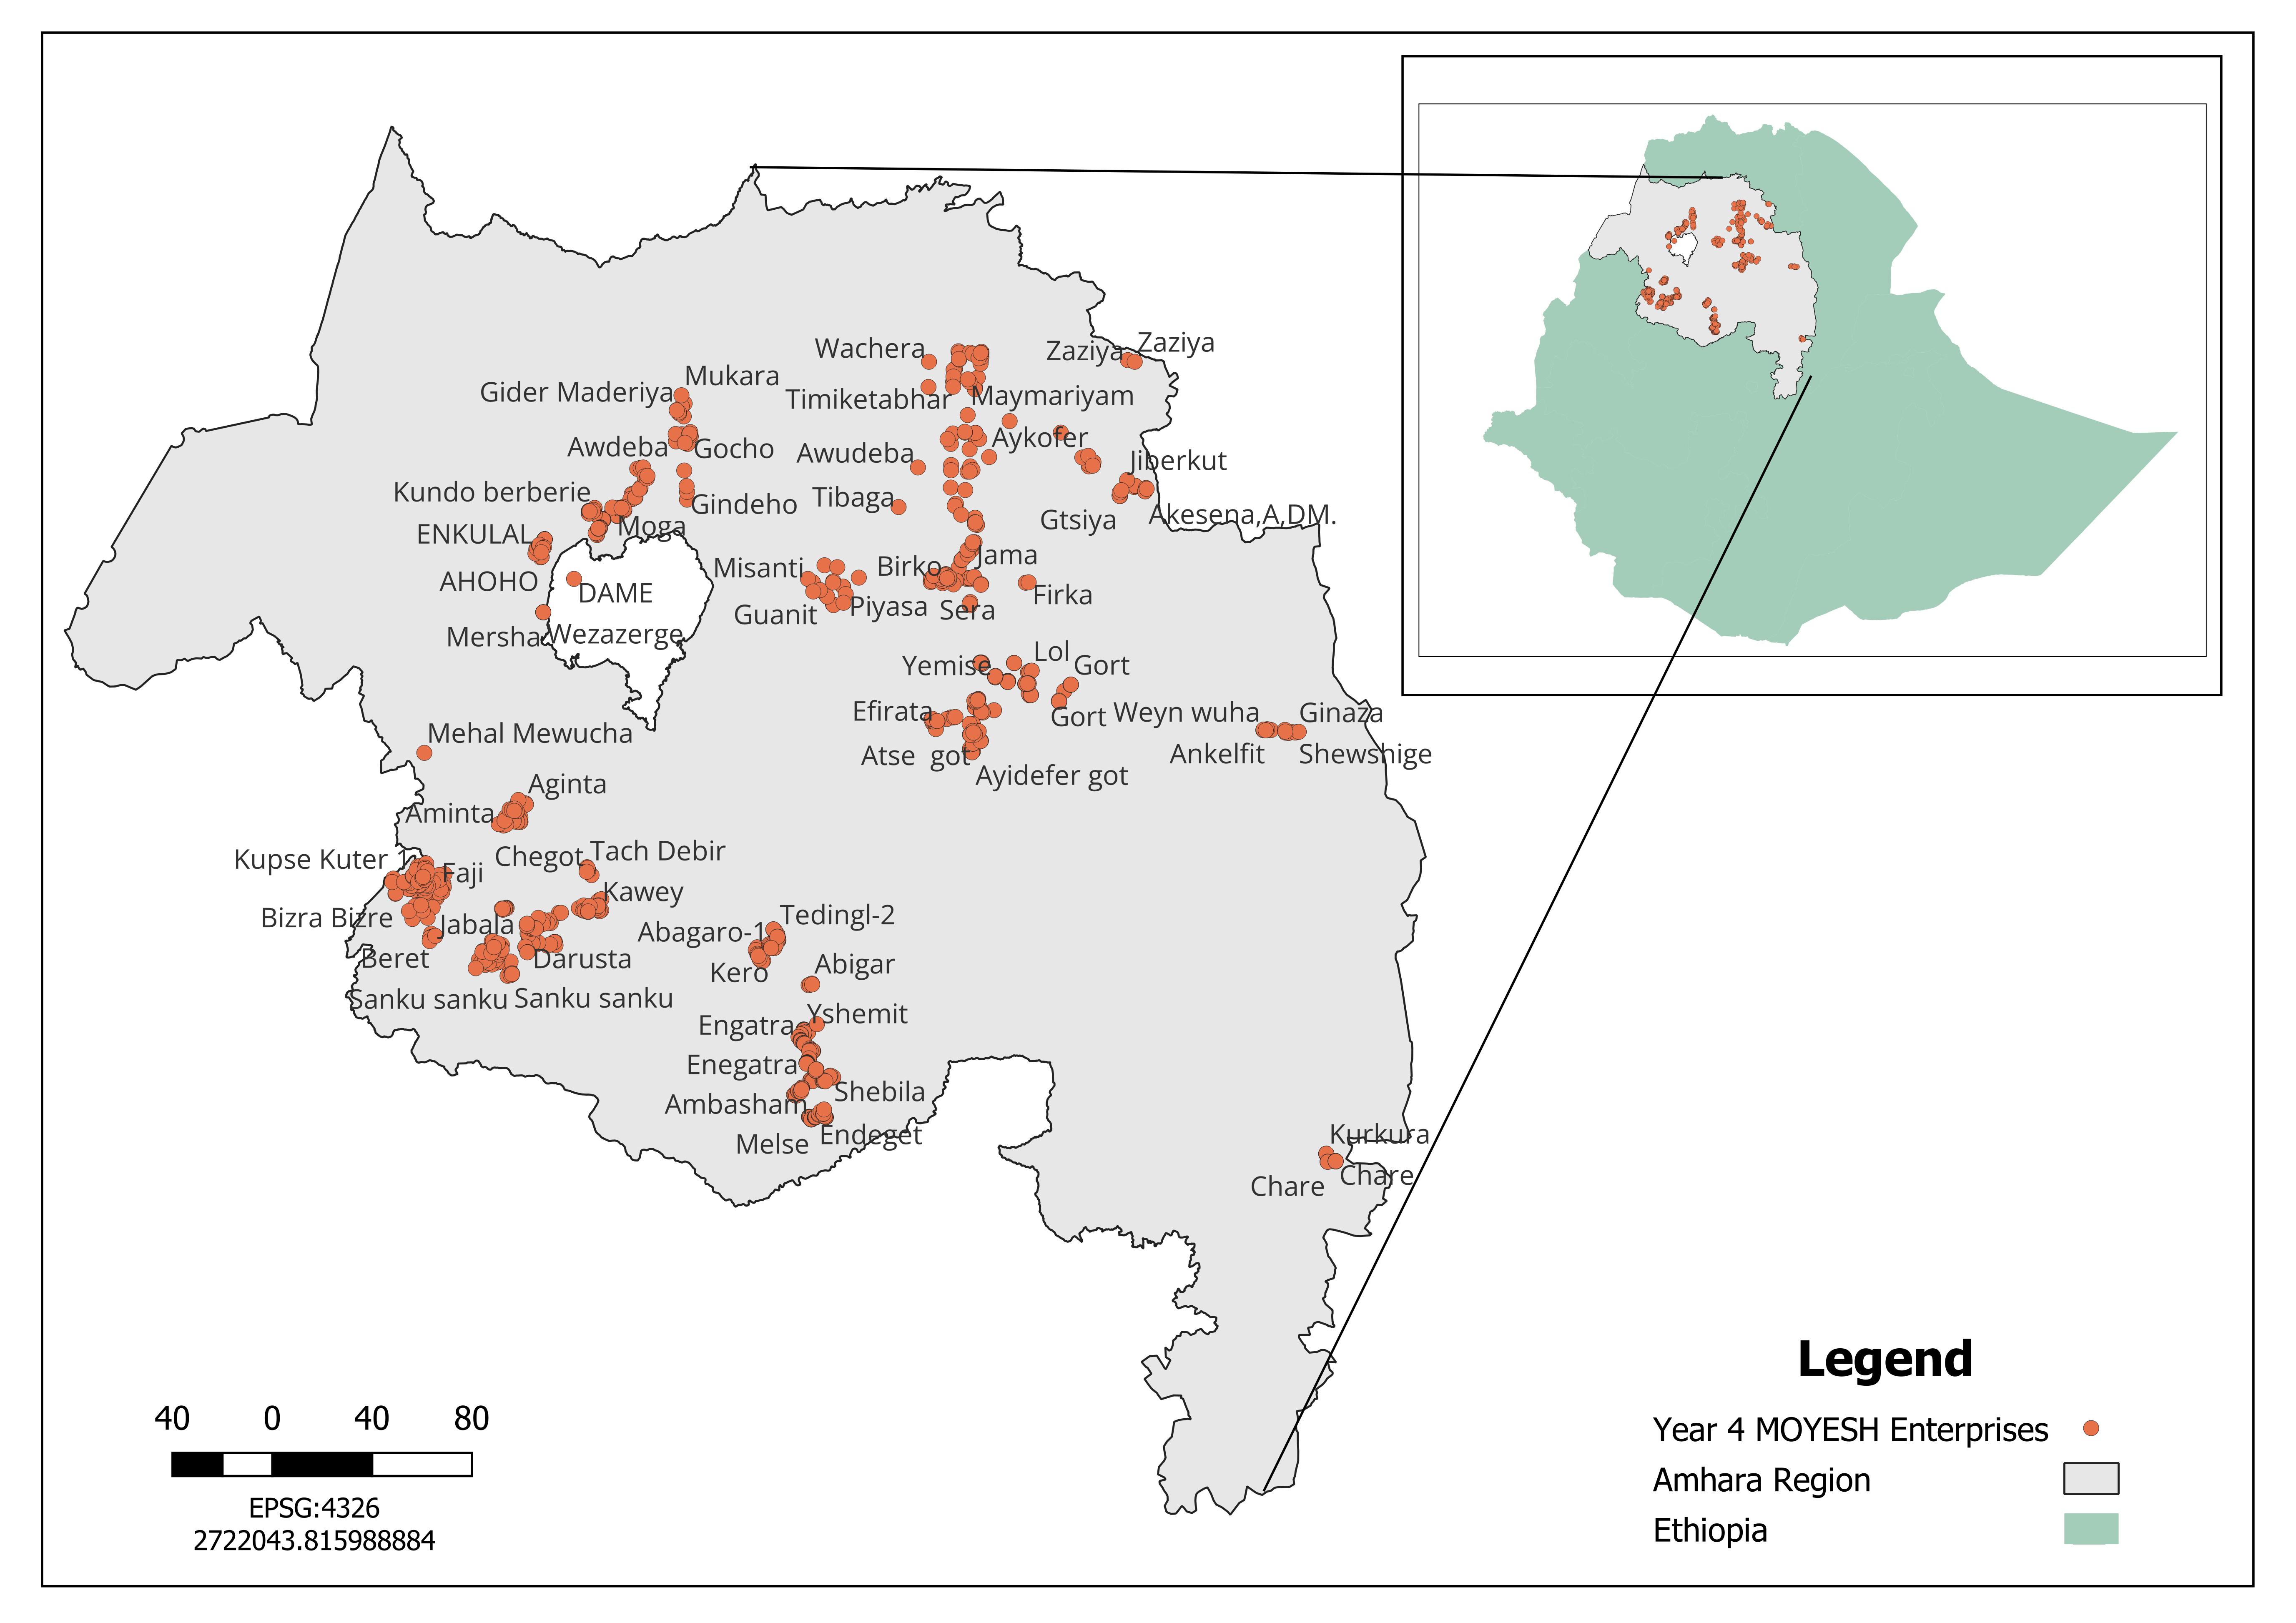 Wachera
Zaziya
Zaziya
Mukara
Gider Maderiya
Timiketabhar
Maymariyam
Awdeba
Gocho
Awudeba
Aykofer
Jiberkut
Kundo berberie
Gindeho
Tibaga
Gtsiya
Akesena,A,DM.
ENKULAL
Moga
Misanti
Birko
Jama
AHOHO
DAME
Guanit
Piyasa
Sera
Firka
Mersha
Wezazerge
Yemise
Lol
Gort
Efirata
Gort
Weyn wuha
Ginaza
Mehal Mewucha
Atse got
Ayidefer got
Ankelfit
Shewshige
Aginta
Aminta
Kupse Kuter 1
Faji
Chegot
Tach Debir
Kawey
Bizra Bizre
Jabala
Abagaro-1
Tedingl-2
Beret
Darusta
Kero
Abigar
Sanku sanku
Sanku sanku
Engatra
Yshemit
Enegatra
Ambasham
Shebila
Melse
Endeget
Kurkura
Chare
Chare
Legend
Year 4 MOYESH Enterprises
Amhara Region
Ethiopia
40 0 40 80
EPSG:4326
2722043.815988884